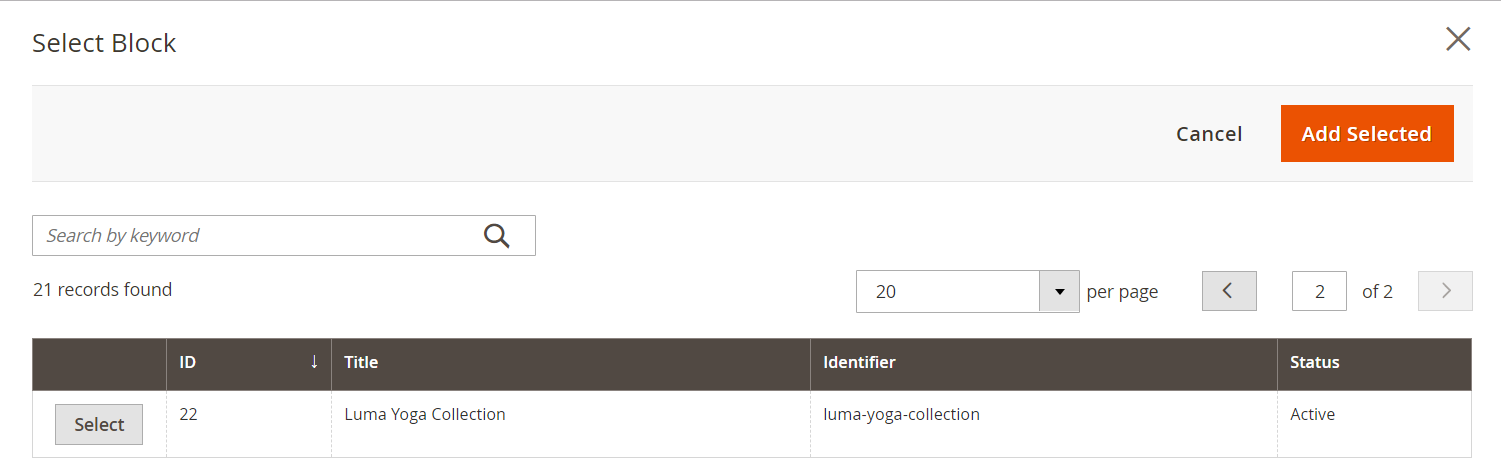 Select Block
Cancel Add Selected
Search by keyword
21 records found 20 per page 2 of 2
ID ↓ Title Identifier Status
Select 22 Luma Yoga Collection luma-yoga-collection Active